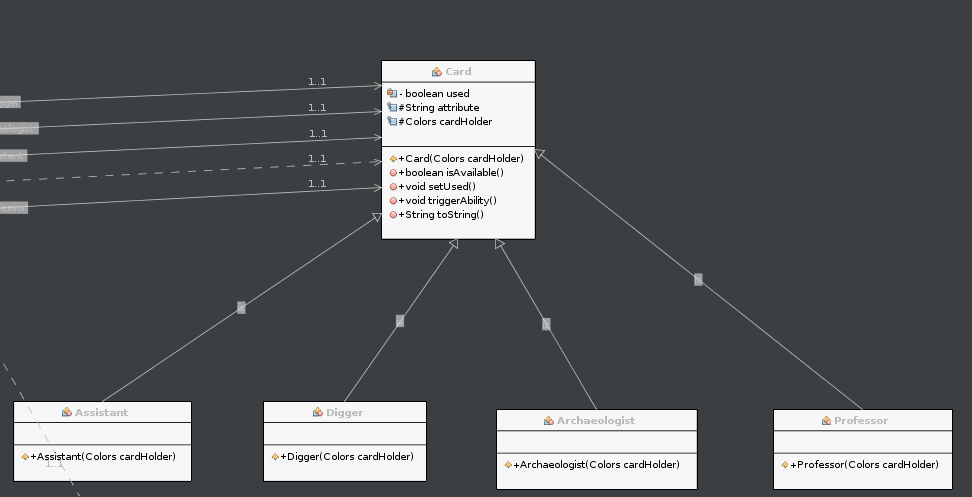 Card
1..1
- boolean used
#String attribute
1..1
#Colors cardHolder
1..1
1..1
+Card(Colors cardHolder)
+boolean isAvailable()
1..1
+void setUsed()
+void triggerAbility()
+String toString()
Assistant
Digger
Archaeologist
Professor
+Assistant(Colors cardHolder)
+Digger(Colors cardHolder)
+Archaeologist(Colors cardHolder)
+Professor(Colors cardHolder)
1..1